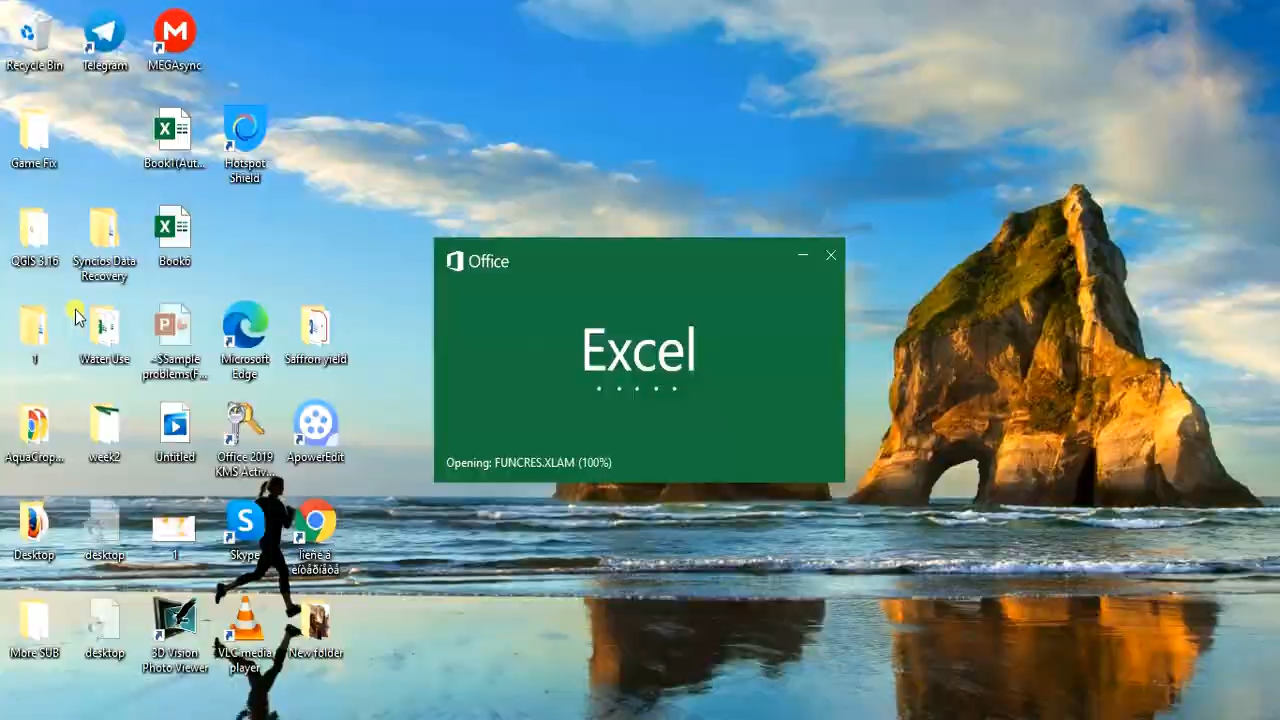 Recycle Bin
Telegram
MEGAsync
Game Fix
Book1(Aut...
Hotspot
Shield
QGIS 3.16
Syncios Data
Recovery
Book6
1
Water Use
~$Sample
problems(F...
Microsoft
Edge
Saffron yield
AquaCrop...
week2
Untitled
Office 2019
KMS Activ...
ApowerEdit
Desktop
desktop
1
Skype
More SUB
desktop
3D Vision
Photo Viewer
VLC media
player
New folder
Office
Excel
Opening: FUNCRES.XLAM (100%)